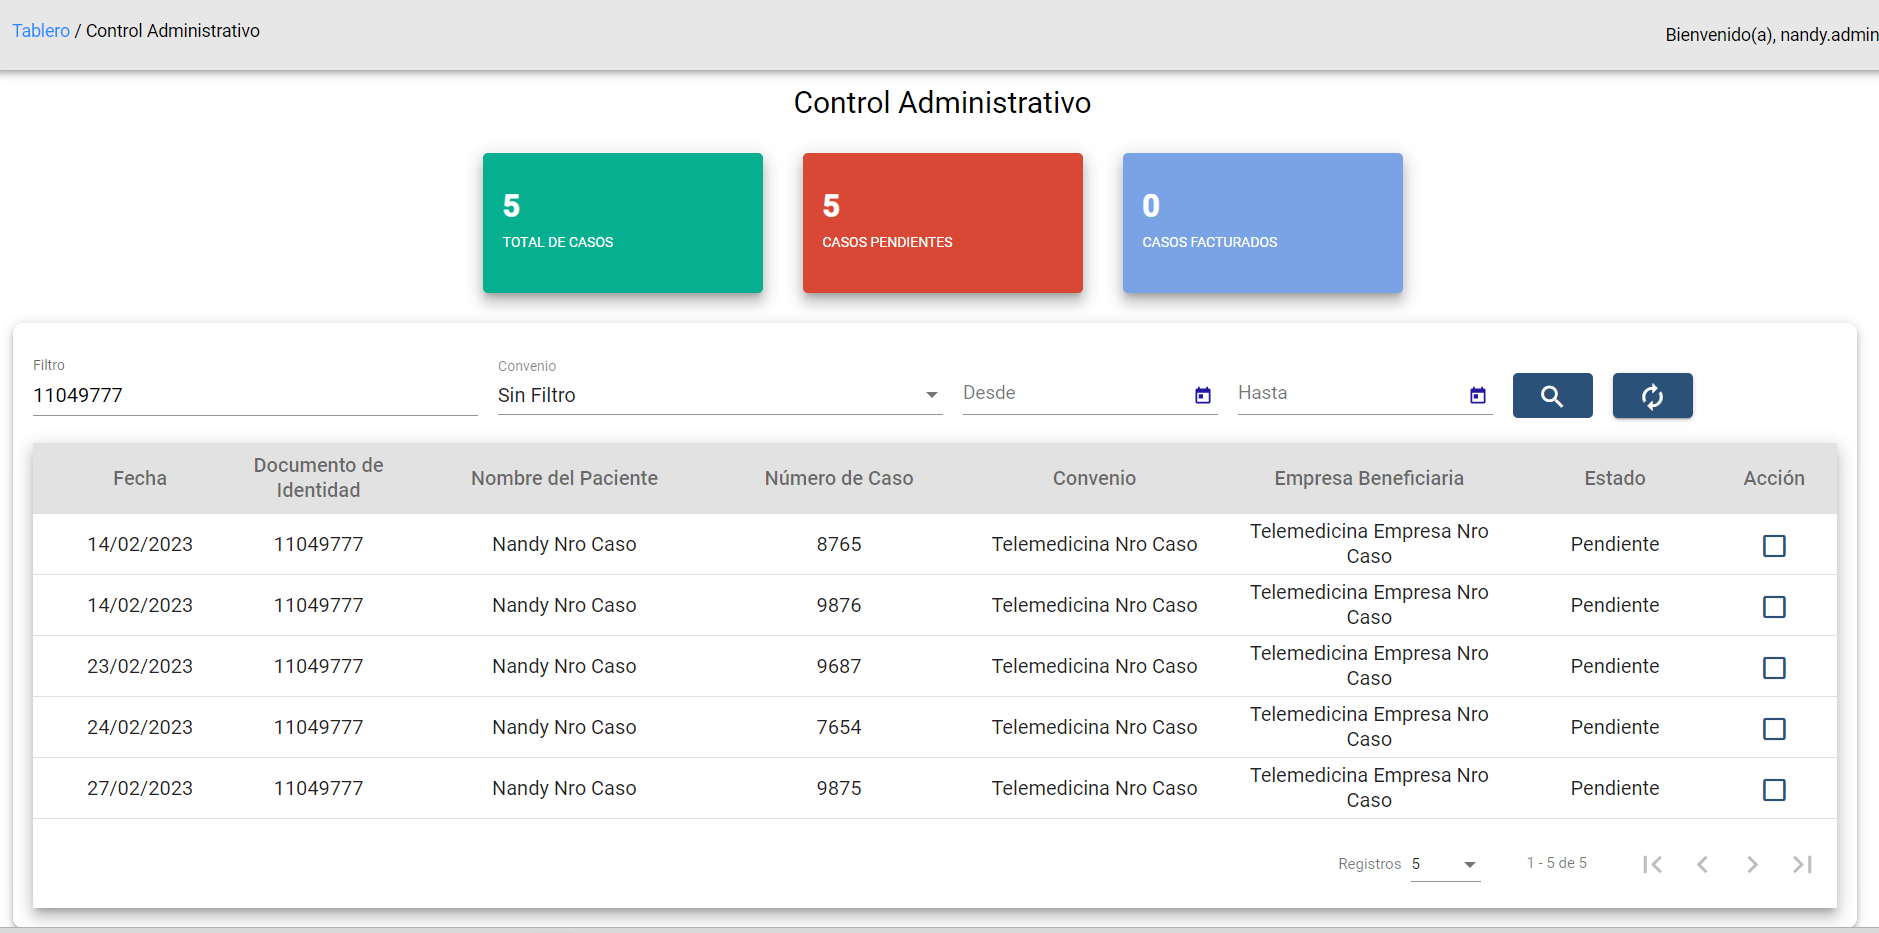 Tablero / Control Administrativo
Bienvenido(a), nandy.admin
Control Administrativo
5
TOTAL DE CASOS
5
CASOS PENDIENTES
0
CASOS FACTURADOS
Filtro
11049777
Convenio
Sin Filtro
Desde
Hasta
Fecha
Documento de
Identidad
Nombre del Paciente
Número de Caso
Convenio
Empresa Beneficiaria
Estado
Acción
14/02/2023
11049777
Nandy Nro Caso
8765
Telemedicina Nro Caso
Telemedicina Empresa Nro
Caso
Pendiente
14/02/2023
11049777
Nandy Nro Caso
9876
Telemedicina Nro Caso
Telemedicina Empresa Nro
Caso
Pendiente
23/02/2023
11049777
Nandy Nro Caso
9687
Telemedicina Nro Caso
Telemedicina Empresa Nro
Caso
Pendiente
24/02/2023
11049777
Nandy Nro Caso
7654
Telemedicina Nro Caso
Telemedicina Empresa Nro
Caso
Pendiente
27/02/2023
11049777
Nandy Nro Caso
9875
Telemedicina Nro Caso
Telemedicina Empresa Nro
Caso
Pendiente
Registros 5
1 - 5 de 5